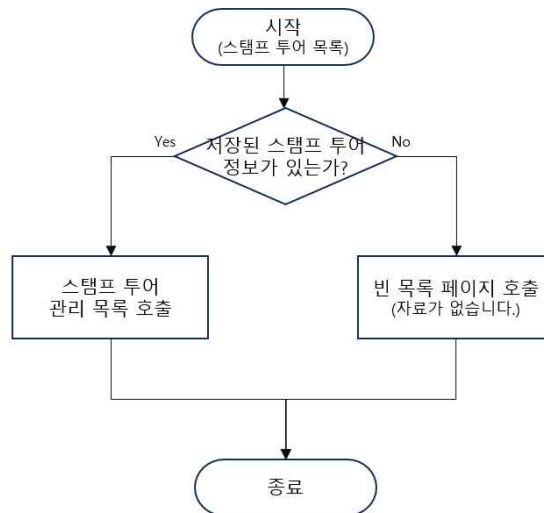 시작
(스탬프 투어 목록)
저장된 스탬프 투어
정보가 있는가?
Yes
No
스탬프 투어
관리 목록 호출
빈 목록 페이지 호출
(자료가 없습니다.)
종료